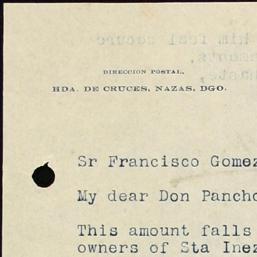 DIRECCION POSTAL,
HDA. DE CRUCES, NAZAS, DGO.
Sr Francisco Gomez
My dear Don Pancho
This amount falls
owners of Sta Inez